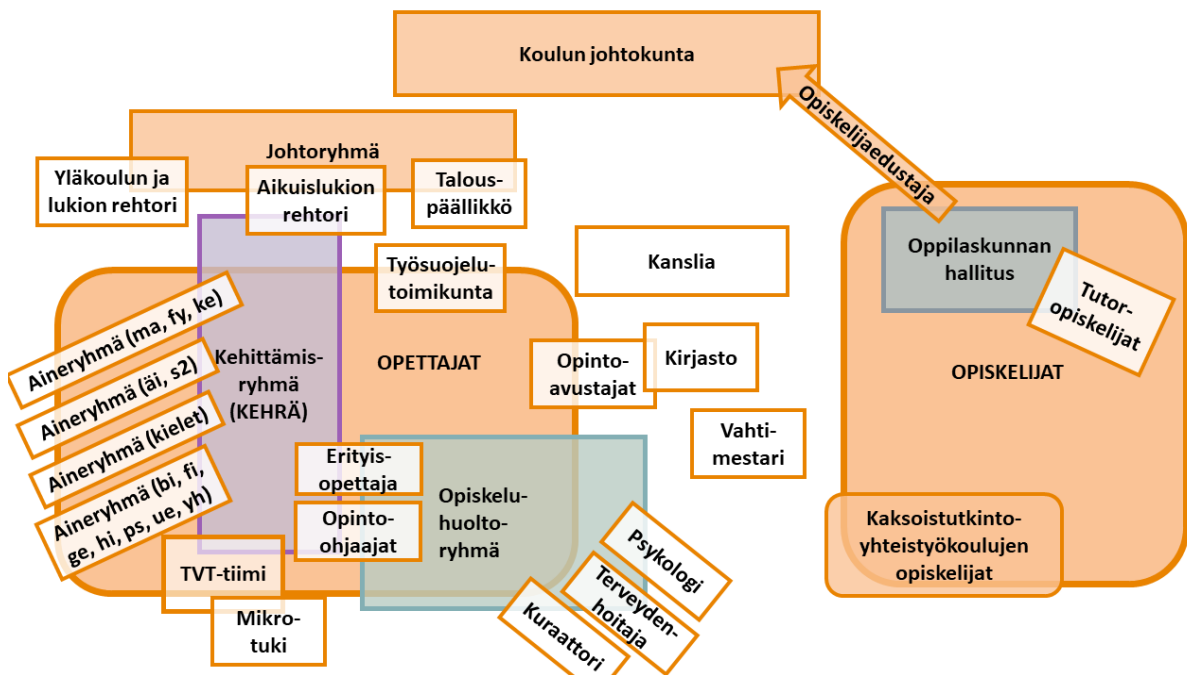 Koulun johtokunta
Opiskelijaedustaja
Johtoryhmä
Yläkoulun ja
lukion rehtori
Aikuislukion
rehtori
Talous-
päällikkö
Oppilaskunnan
hallitus
Tutor-
opiskelijat
OPISKELIJAT
Kaksoistutkinto-
yhteistyökoulujen
opiskelijat
Työsuojelu-
toimikunta
Kanslia
Aineryhmä (ma, fy, ke)
Aineryhmä (äi, s2)
Aineryhmä (kielet)
Aineryhmä (bi, fi,
ge, hi, ps, ue, yh)
Kehittämis-
ryhmä
(KEHRÄ)
OPETTAJAT
Opinto-
avustajat
Kirjasto
Vahti-
mestari
Erityis-
opettaja
Opinto-
ohjaajat
Opiskelu-
huolto-
ryhmä
Psykologi
Terveyden-
hoitaja
Kuraattori
TVT-tiimi
Mikro-
tuki